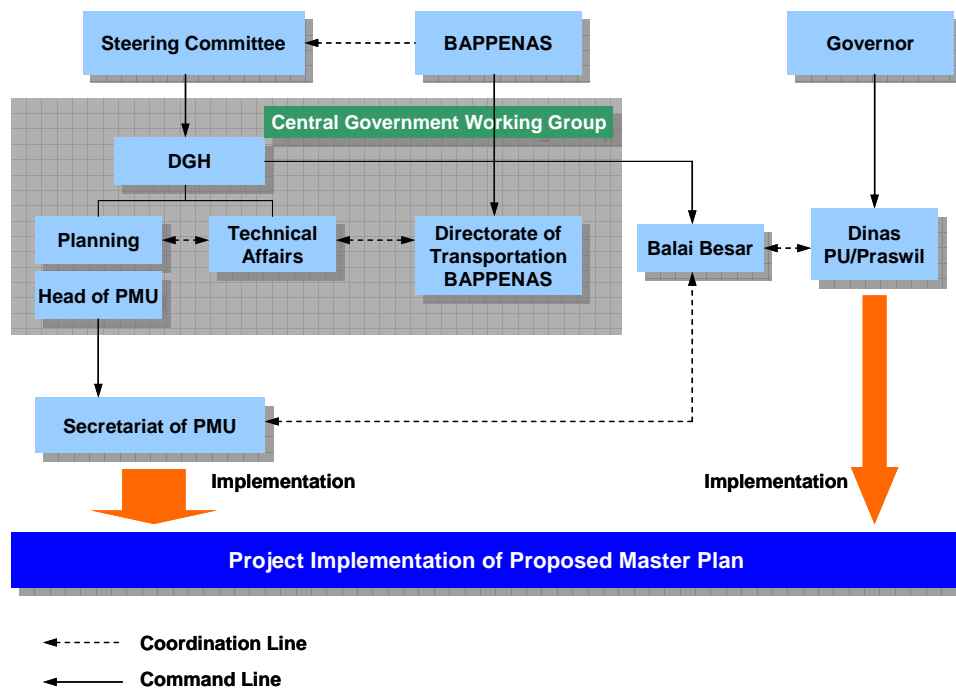 Steering Committee
BAPPENAS
Governor
Central Government Working Group
DGH
Planning
Technical
Affairs
Directorate of
Transportation
BAPPENAS
Balai Besar
Dinas
PU/Praswil
Head of PMU
Secretariat of PMU
Implementation
Implementation
Project Implementation of Proposed Master Plan
Coordination Line
Command Line